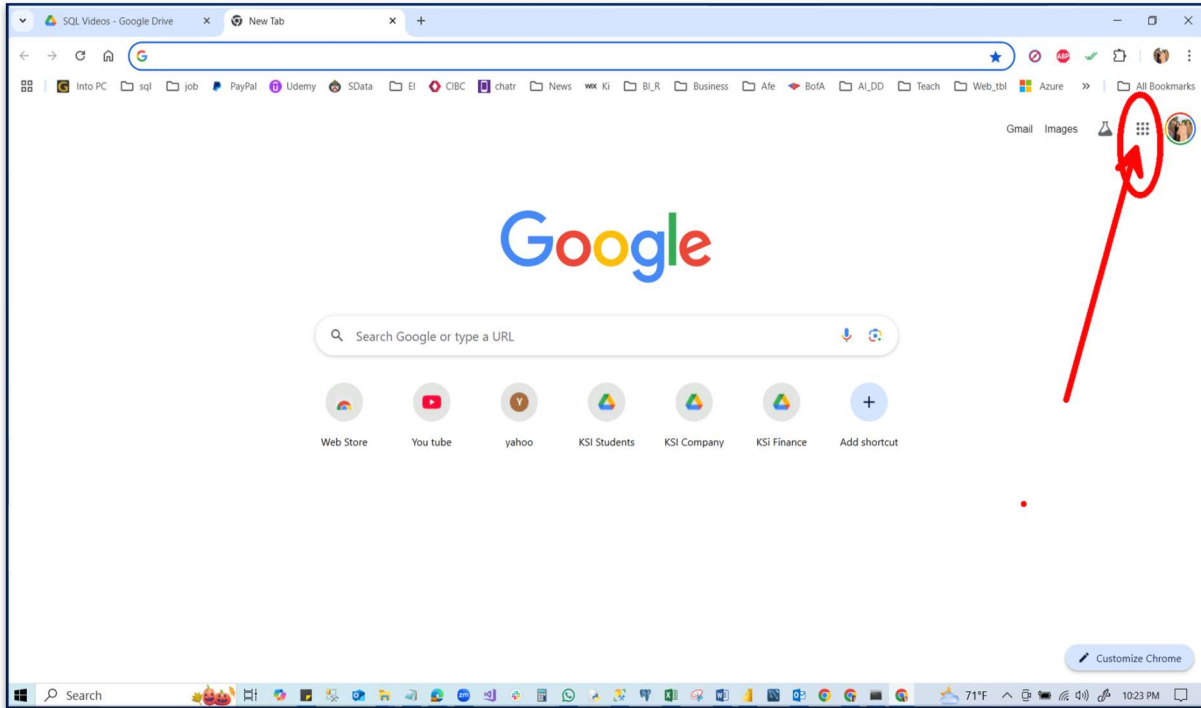 SQL Videos - Google Drive
New Tab
Into PC
sql
job
PayPal
Udemy
SData
EI
CIBC
chatr
News
WIX Ki
BI_R
Business
Afe
BofA
AI_DD
Teach
Web_tbl
Azure
All Bookmarks
Gmail Images
Google
Search Google or type a URL
Web Store
You tube
yahoo
KSI Students
KSI Company
KSi Finance
Add shortcut
Customize Chrome
Search
71°F
10:23 PM